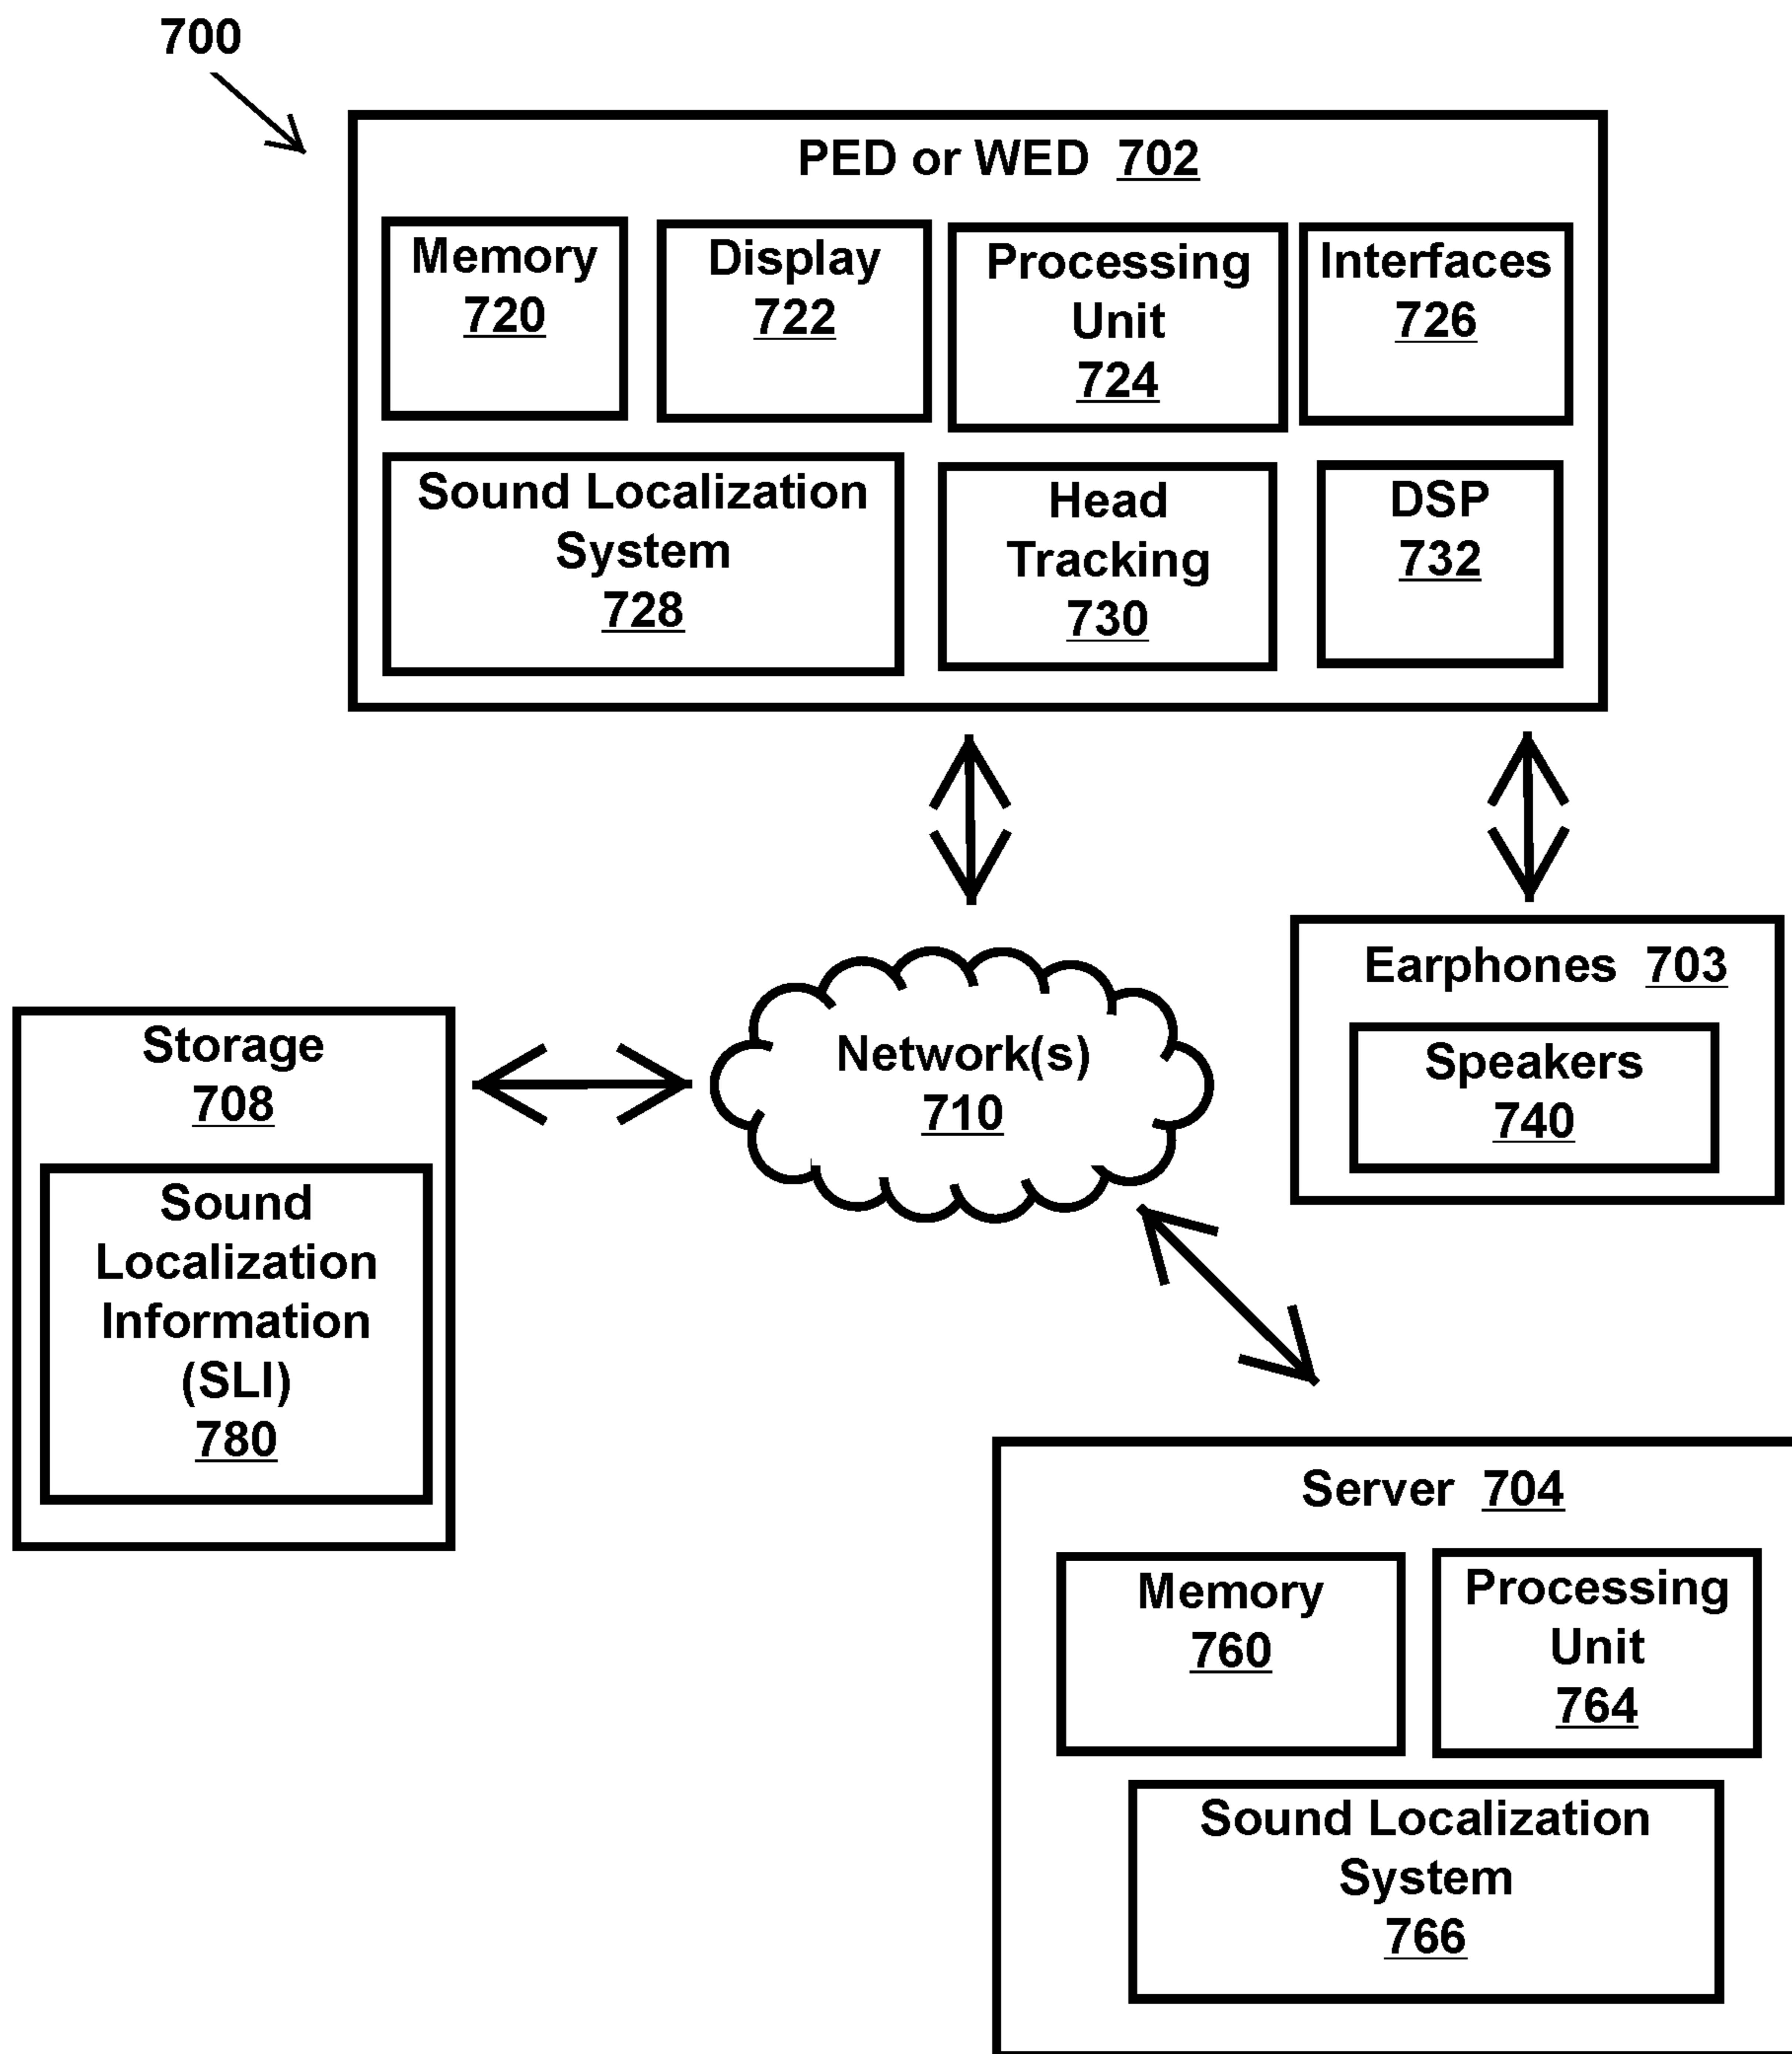 700
PED or WED 702
Memory
720
Display
722
Processing
Unit
724
Interfaces
726
Sound Localization
System
728
Head
Tracking
730
DSP
732
Earphones 703
Speakers
740
Network(s)
710
Storage
708
Sound
Localization
Information
(SLI)
780
Server 704
Memory
760
Processing
Unit
764
Sound Localization
System
766